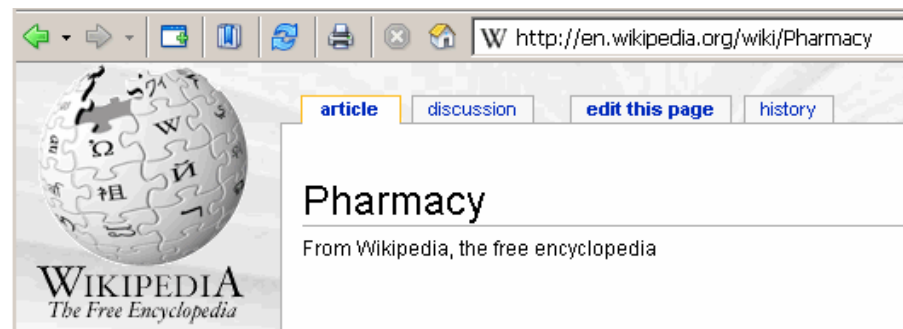 W http://en.wikipedia.org/wiki/Pharmacy
article discussion edit this page history
Ω W И 祖
Pharmacy
From Wikipedia, the free encyclopedia
WIKIPEDIA
The Free Encyclopedia